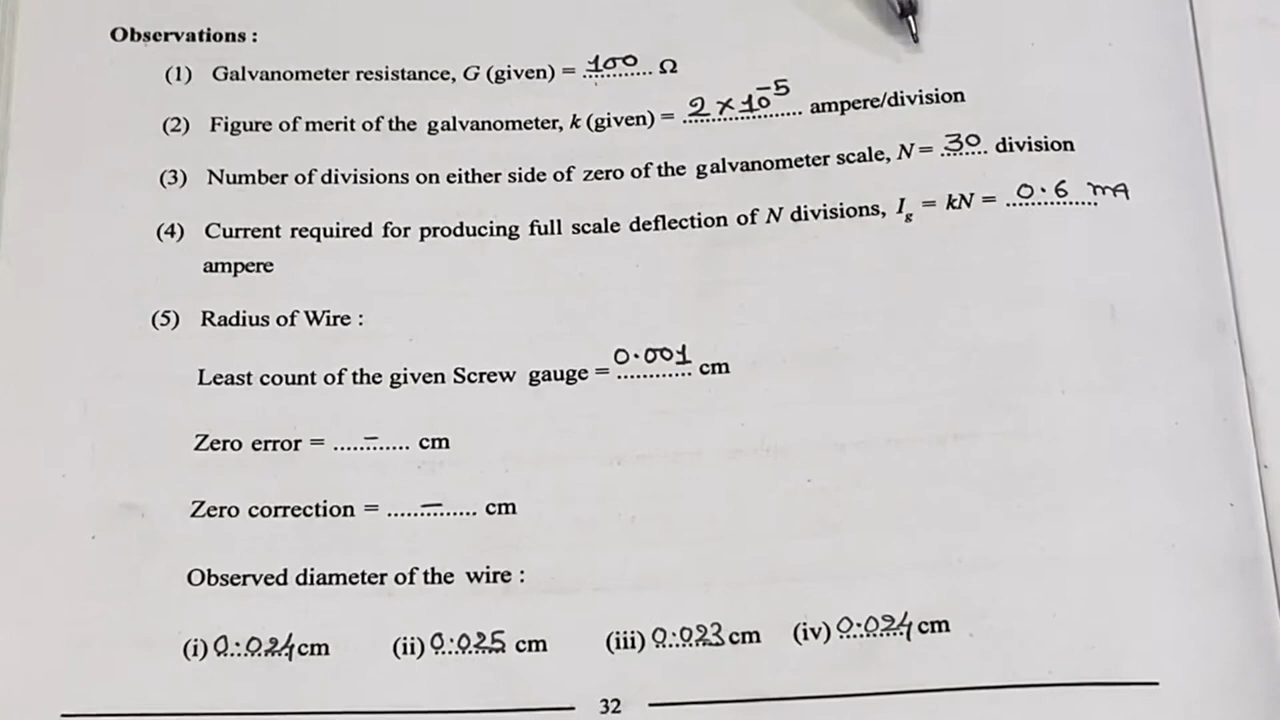 Observations :
(1) Galvanometer resistance, G (given) = 100 Ω
(2) Figure of merit of the galvanometer, k (given) = 2 × 10⁻⁵ ampere/division
(3) Number of divisions on either side of zero of the galvanometer scale, N = 30 division
(4) Current required for producing full scale deflection of N divisions, I_g = kN = 0.6 mA
ampere
(5) Radius of Wire :
Least count of the given Screw gauge = 0.001 cm
Zero error = ......–...... cm
Zero correction = ......–...... cm
Observed diameter of the wire :
(i) 0.024 cm (ii) 0.025 cm (iii) 0.023 cm (iv) 0.024 cm
32